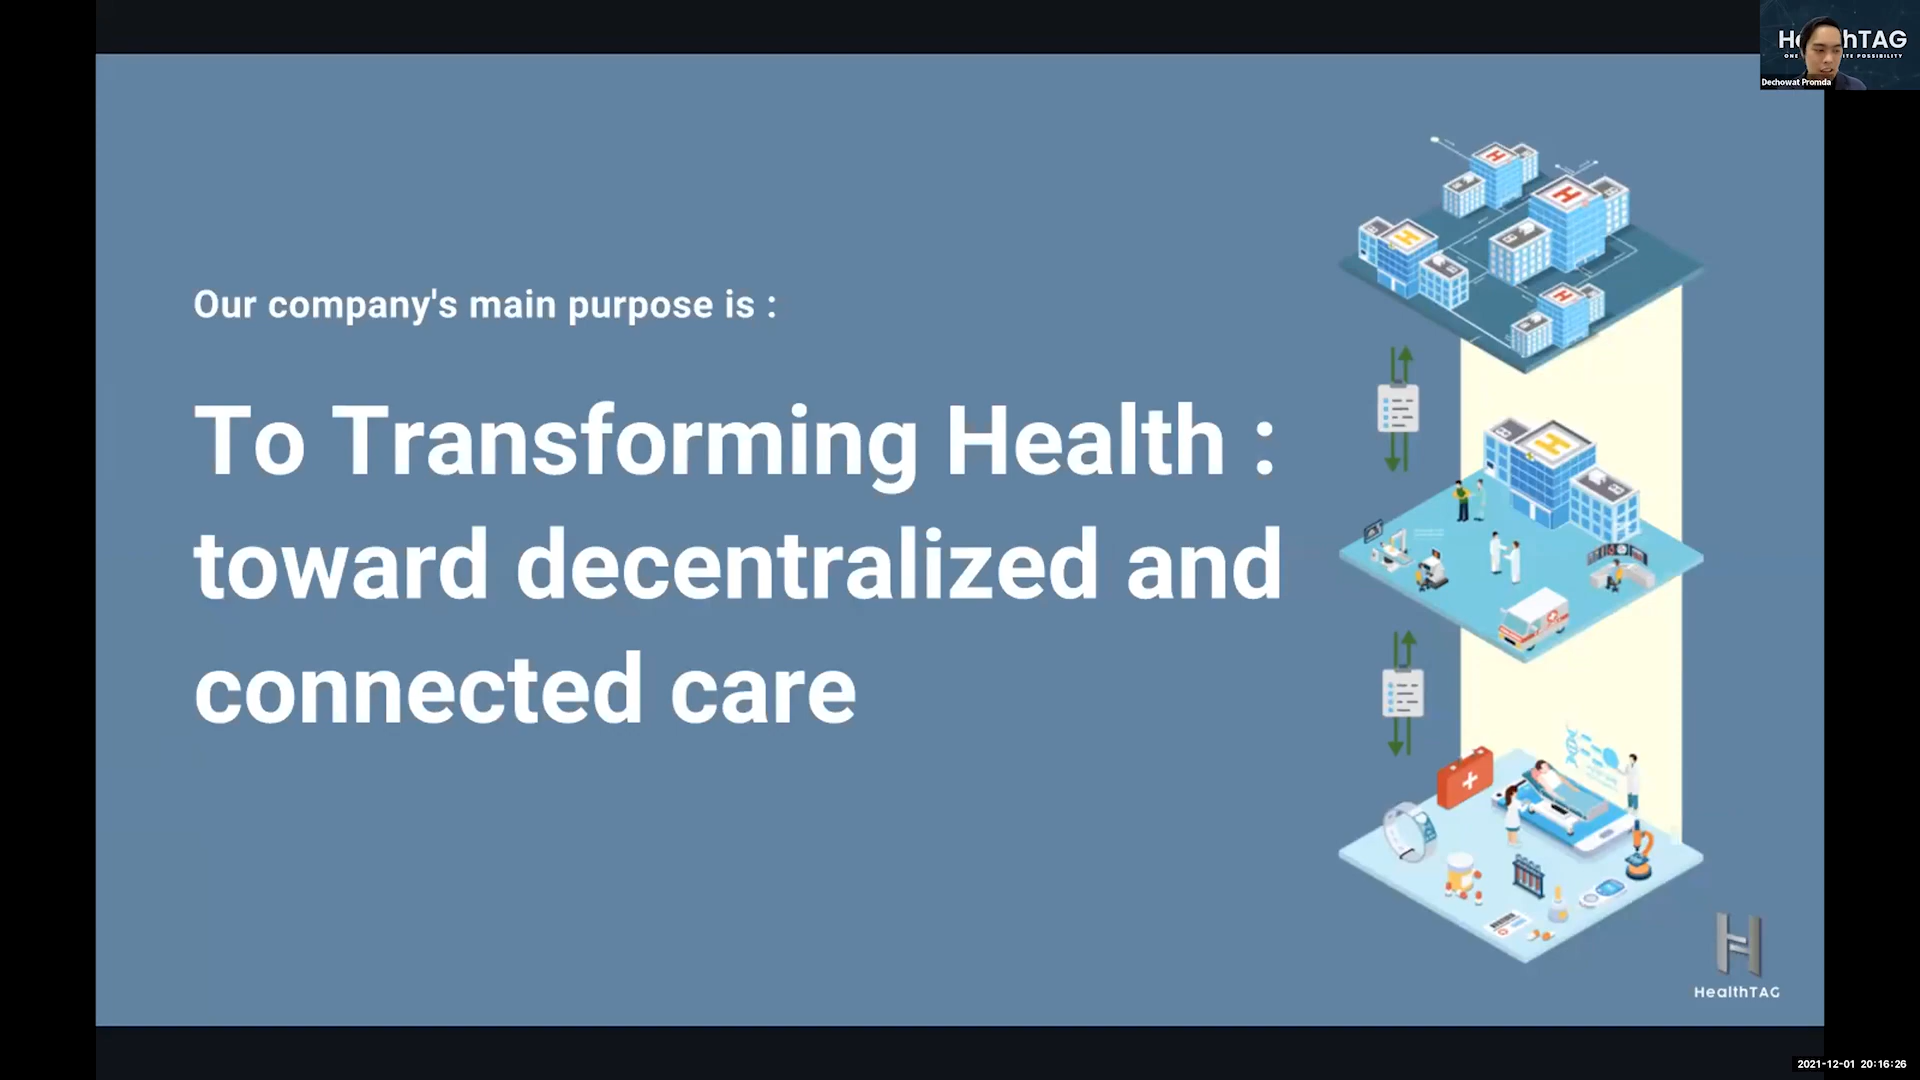 Our company's main purpose is :
To Transforming Health :
toward decentralized and
connected care
HealthTAG
Dechowat Promda
H
H
H
H
H
HealthTAG
2021-12-01 20:16:26